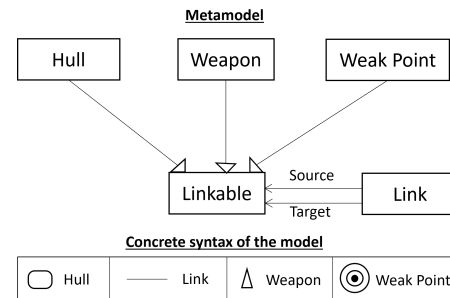 Metamodel
Hull Weapon Weak Point
Source
Linkable Link
Target
Concrete syntax of the model
Hull Link Weapon Weak Point